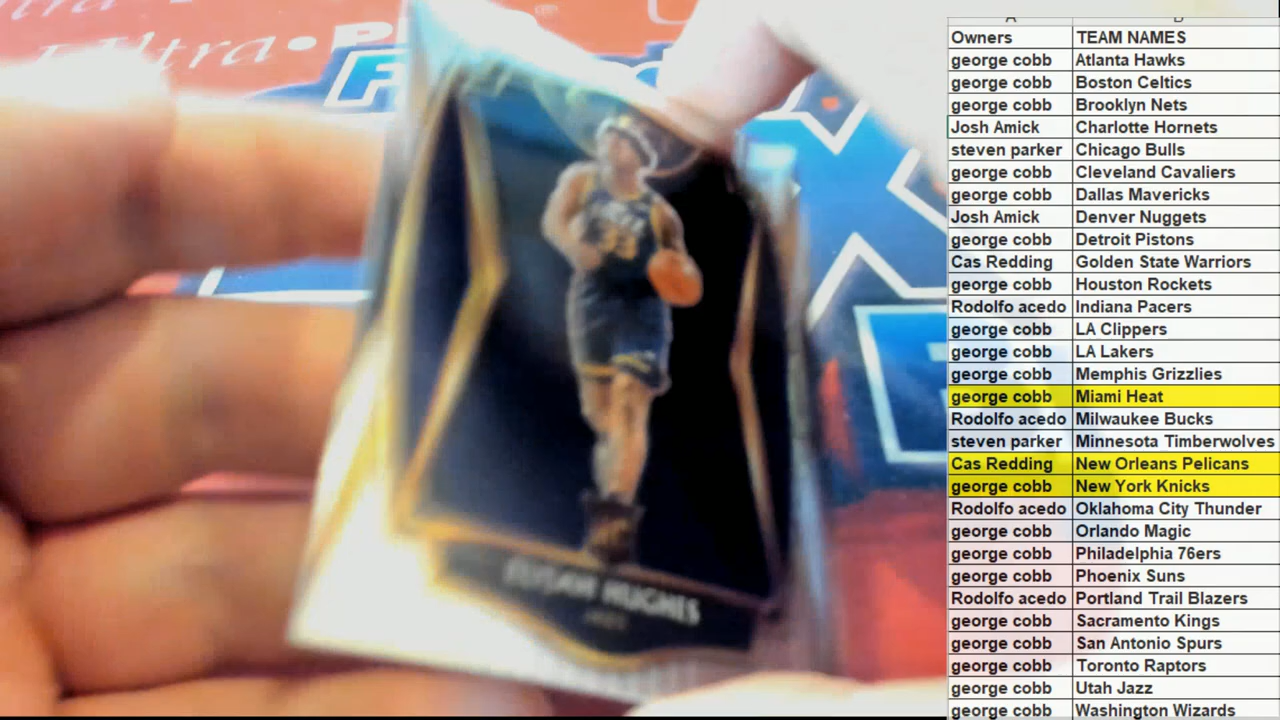 Ultra•P
Owners TEAM NAMES
george cobb Atlanta Hawks
george cobb Boston Celtics
george cobb Brooklyn Nets
Josh Amick Charlotte Hornets
steven parker Chicago Bulls
george cobb Cleveland Cavaliers
george cobb Dallas Mavericks
Josh Amick Denver Nuggets
george cobb Detroit Pistons
Cas Redding Golden State Warriors
george cobb Houston Rockets
Rodolfo acedo Indiana Pacers
george cobb LA Clippers
george cobb LA Lakers
george cobb Memphis Grizzlies
george cobb Miami Heat
Rodolfo acedo Milwaukee Bucks
steven parker Minnesota Timberwolves
Cas Redding New Orleans Pelicans
george cobb New York Knicks
Rodolfo acedo Oklahoma City Thunder
george cobb Orlando Magic
george cobb Philadelphia 76ers
george cobb Phoenix Suns
Rodolfo acedo Portland Trail Blazers
george cobb Sacramento Kings
george cobb San Antonio Spurs
george cobb Toronto Raptors
george cobb Utah Jazz
george cobb Washington Wizards
ELIJAH HUGHES